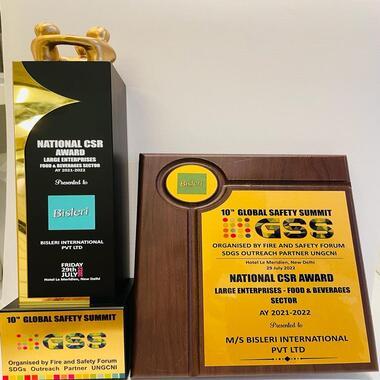 NATIONAL CSR
AWARD
LARGE ENTERPRISES
FOOD & BEVERAGES SECTOR
AY 2021-2022
Presented to
Bisleri
BISLERI INTERNATIONAL
PVT LTD
FRIDAY
29th
JULY
Hotel Le Meridien, New Delhi
10th GLOBAL SAFETY SUMMIT
GSS
Organised by Fire and Safety Forum
SDGs Outreach Partner UNGCNI
Bisleri
10th GLOBAL SAFETY SUMMIT
GSS
ORGANISED BY FIRE AND SAFETY FORUM
SDGS OUTREACH PARTNER UNGCNI
Hotel Le Meridien, New Delhi
29 July 2022
NATIONAL CSR AWARD
LARGE ENTERPRISES - FOOD & BEVERAGES
SECTOR
AY 2021-2022
Presented to
M/S BISLERI INTERNATIONAL
PVT LTD